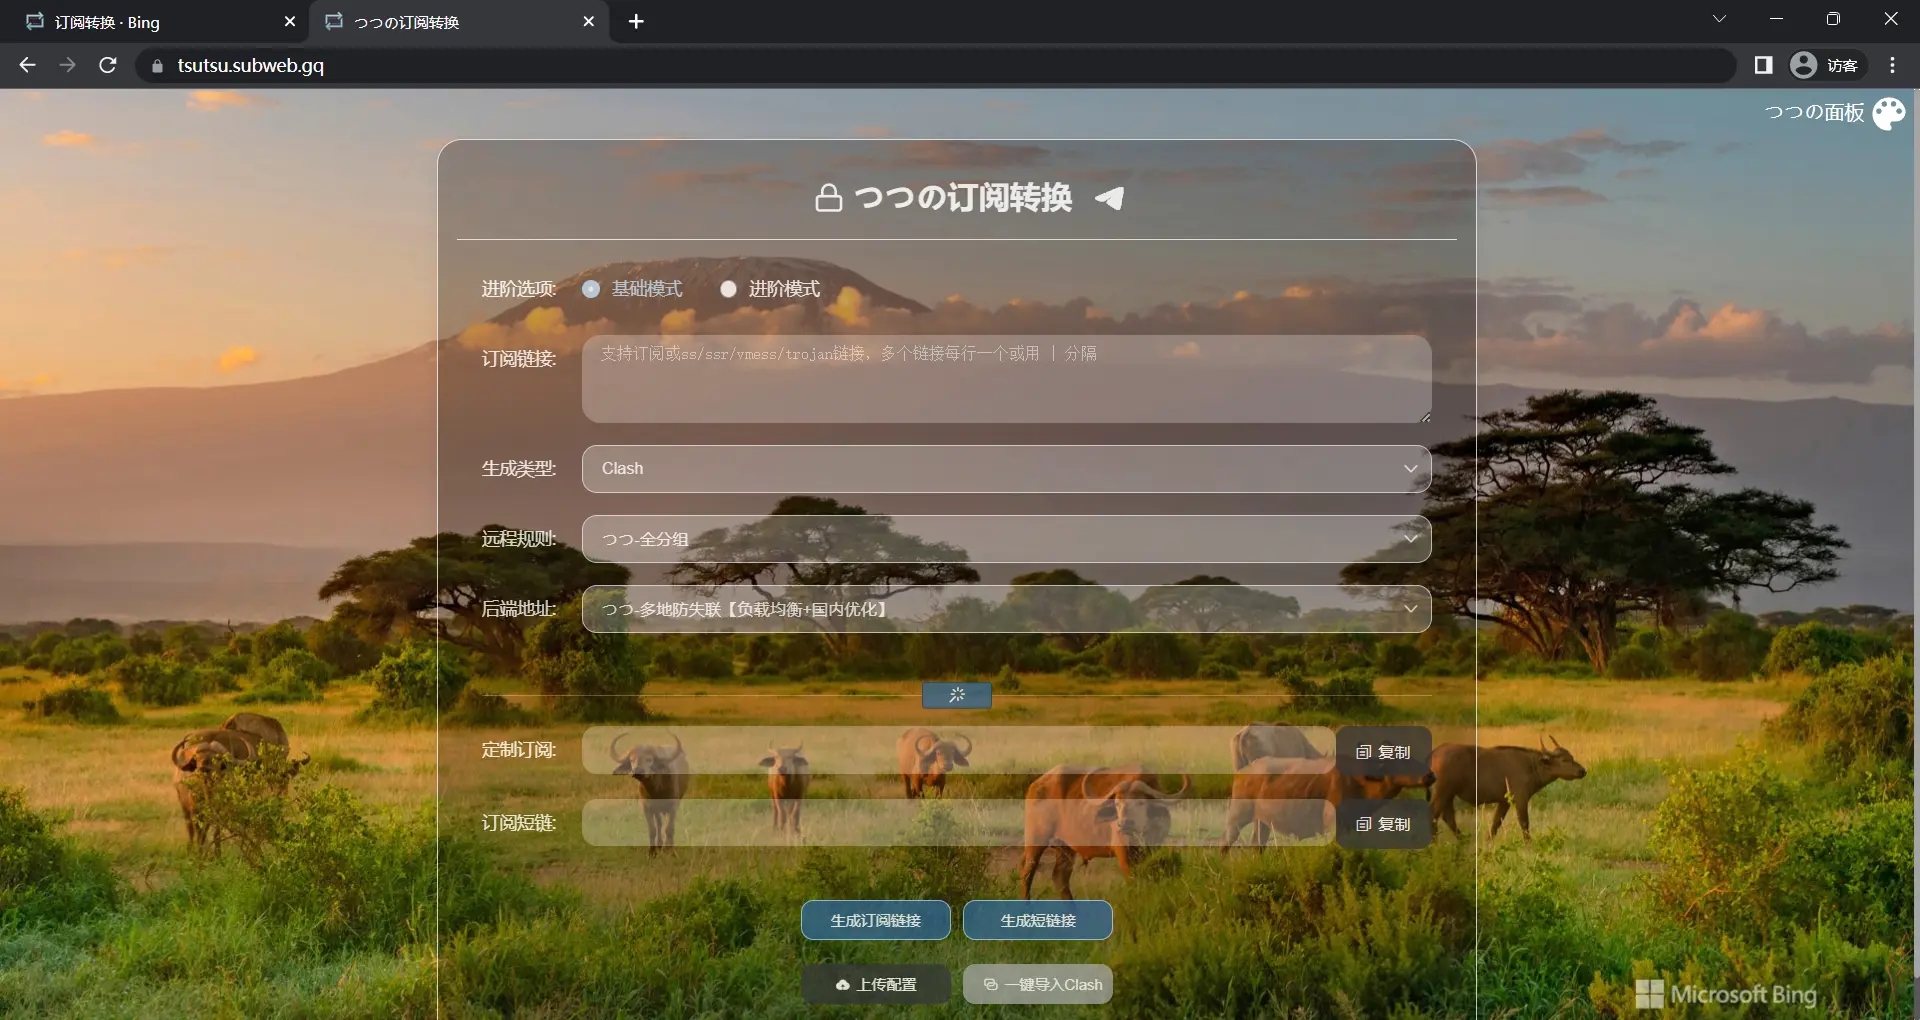 订阅转换 · Bing
つつの订阅转换
tsutsu.subweb.gq
访客
つつの面板
つつの订阅转换
进阶选项: 基础模式 进阶模式
订阅链接: 支持订阅或ss/ssr/vmess/trojan链接，多个链接每行一个或用 | 分隔
生成类型: Clash
远程规则: つつ-全分组
后端地址: つつ-多地防失联【负载均衡+国内优化】
定制订阅: 复制
订阅短链: 复制
生成订阅链接 生成短链接
上传配置 一键导入Clash
Microsoft Bing